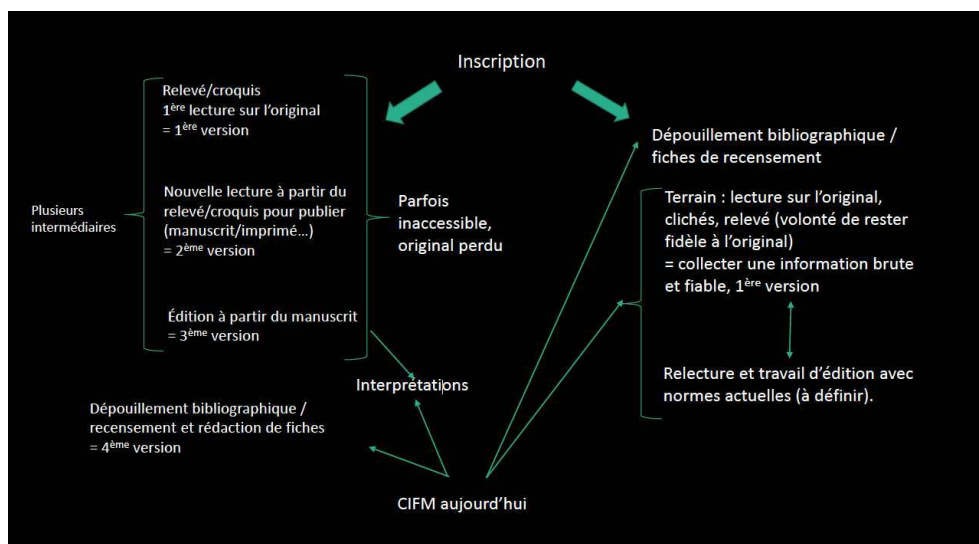 Inscription
Relevé/croquis
1ère lecture sur l’original
= 1ère version
Nouvelle lecture à partir du
relevé/croquis pour publier
(manuscrit/imprimé…)
= 2ème version
Édition à partir du manuscrit
= 3ème version
Plusieurs
intermédiaires
Parfois
inaccessible,
original perdu
Interprétations
Dépouillement bibliographique /
recensement et rédaction de fiches
= 4ème version
CIFM aujourd’hui
Dépouillement bibliographique /
fiches de recensement
Terrain : lecture sur l’original,
clichés, relevé (volonté de rester
fidèle à l’original)
= collecter une information brute
et fiable, 1ère version
Relecture et travail d’édition avec
normes actuelles (à définir).